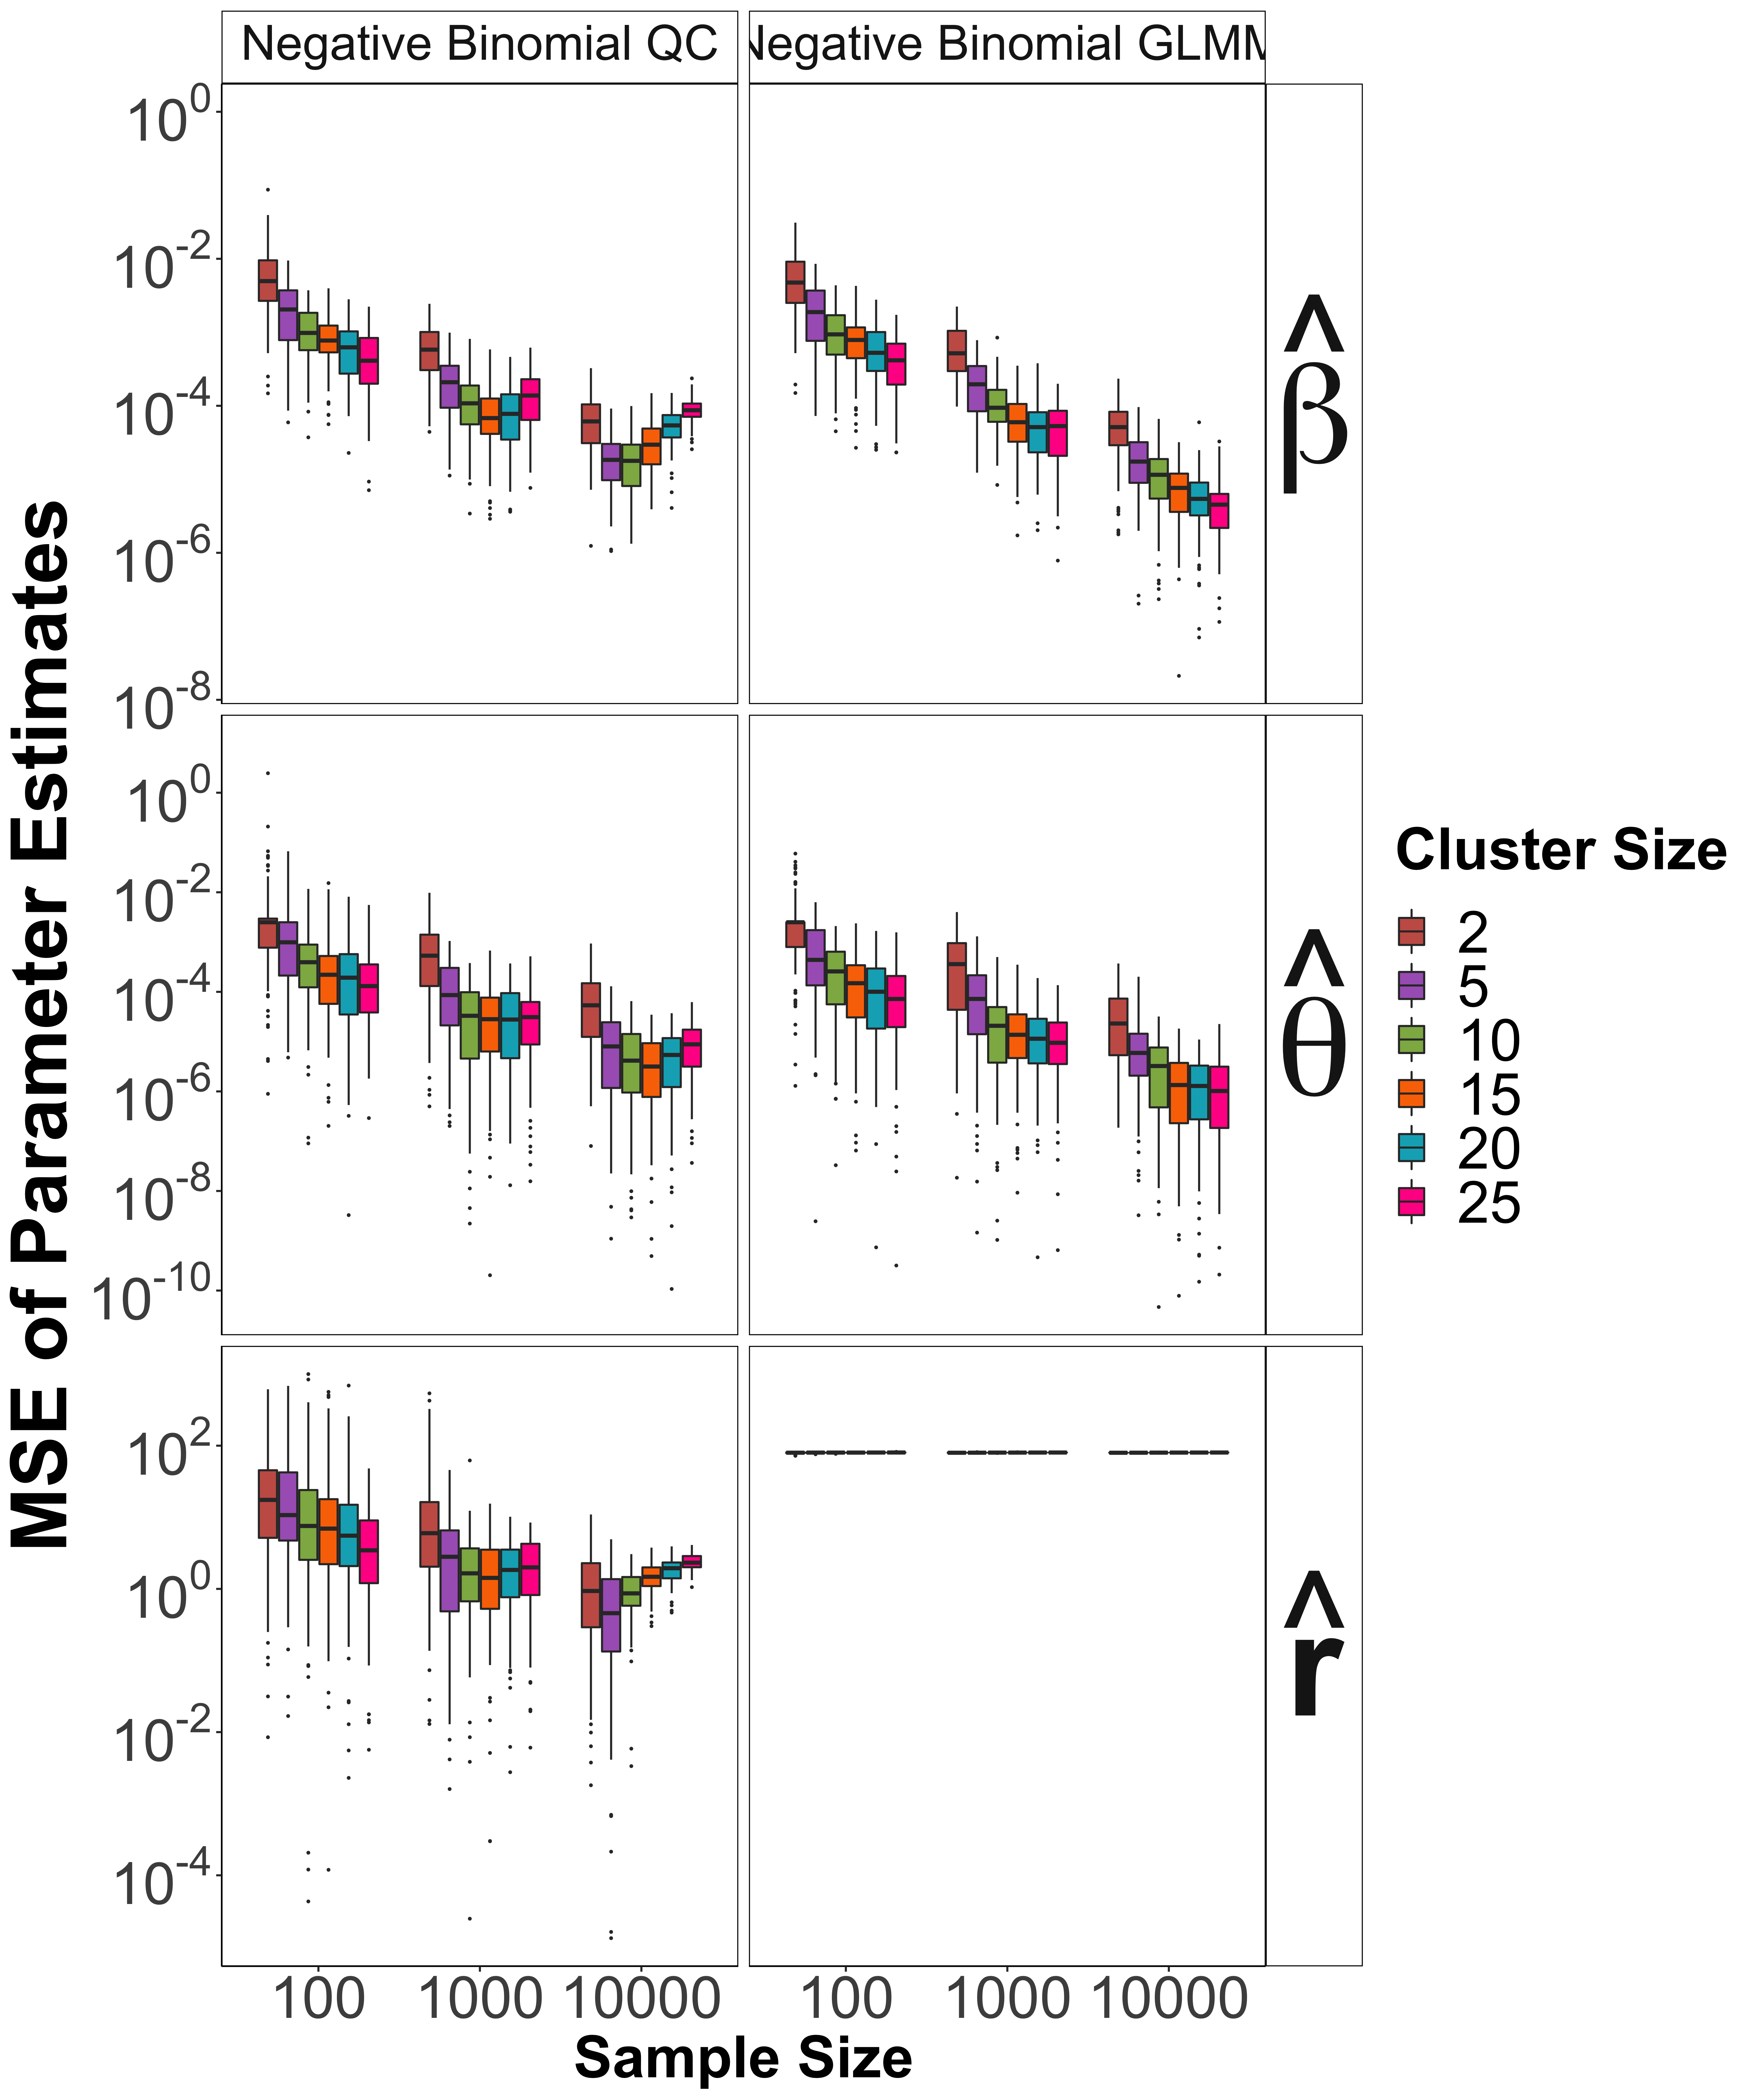 Negative Binomial QC
Negative Binomial GLMM
MSE of Parameter Estimates
10^0
10^-2
10^-4
10^-6
10^-8
β̂
10^0
10^-2
10^-4
10^-6
10^-8
10^-10
θ̂
10^2
10^0
10^-2
10^-4
r̂
100 1000 10000
100 1000 10000
Sample Size
Cluster Size
2
5
10
15
20
25